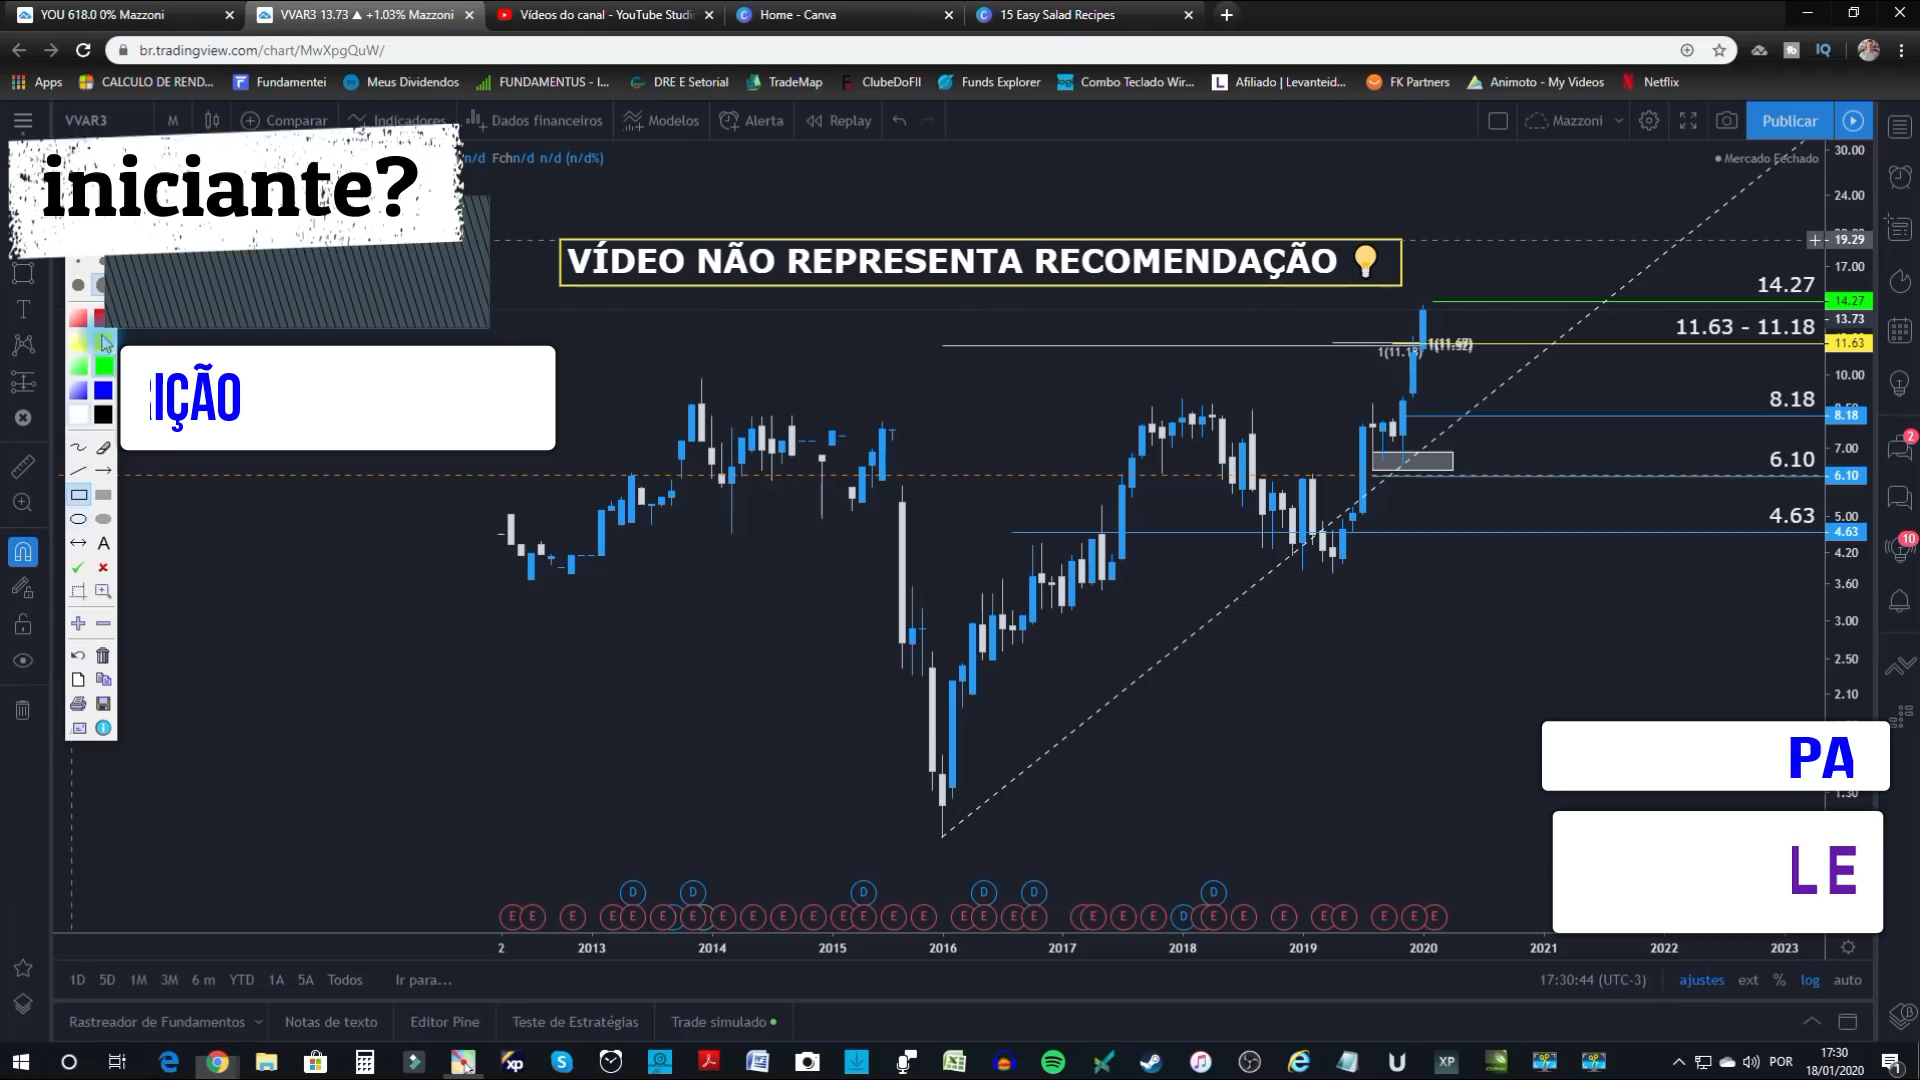 YOU 618.0 0% Mazzoni
VVAR3 13.73 ▲ +1.03% Mazzoni
Vídeos do canal - YouTube Studi
Home - Canva
15 Easy Salad Recipes
br.tradingview.com/chart/MwXpgQuW/
Apps
CALCULO DE REND...
Fundamentei
Meus Dividendos
FUNDAMENTUS - I...
DRE E Setorial
TradeMap
ClubeDoFII
Funds Explorer
Combo Teclado Wir...
Afiliado | Levanteid...
FK Partners
Animoto - My Videos
Netflix
VVAR3
M
Comparar
Indicadores
Dados financeiros
Modelos
Alerta
Replay
Mazzoni
Publicar
n/d Fchn/d n/d (n/d%)
Mercado Fechado
iniciante?
VÍDEO NÃO REPRESENTA RECOMENDAÇÃO
RIÇÃO
30.00
24.00
19.29
17.00
14.27
14.27
13.73
11.63 - 11.18
11.63
10.00
8.18
8.18
7.00
6.10
6.10
5.00
4.63
4.63
4.20
3.60
3.00
2.50
2.10
1.30
PA
LE
2
10
D D D D D D D
E E E E E E E E E E E E E E E E E E E E E E E E E E E E E
2 2013 2014 2015 2016 2017 2018 2019 2020 2021 2022 2023
1D 5D 1M 3M 6 m YTD 1A 5A Todos
Ir para...
17:30:44 (UTC-3)
ajustes ext % log auto
Rastreador de Fundamentos
Notas de texto
Editor Pine
Teste de Estratégias
Trade simulado
POR
17:30
18/01/2020